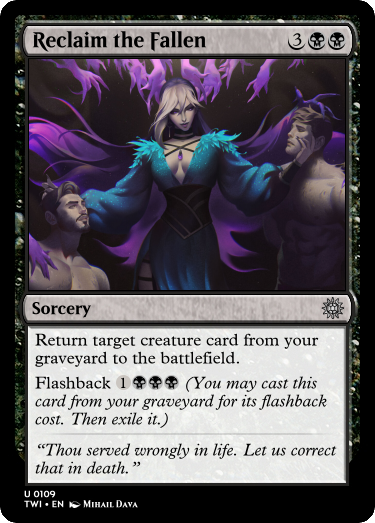 Reclaim the Fallen 3
Sorcery
Return target creature card from your
graveyard to the battlefield.
Flashback 1 (You may cast this
card from your graveyard for its flashback
cost. Then exile it.)
“Thou served wrongly in life. Let us correct
that in death.”
U 0109
TWI • EN Mihail Dava